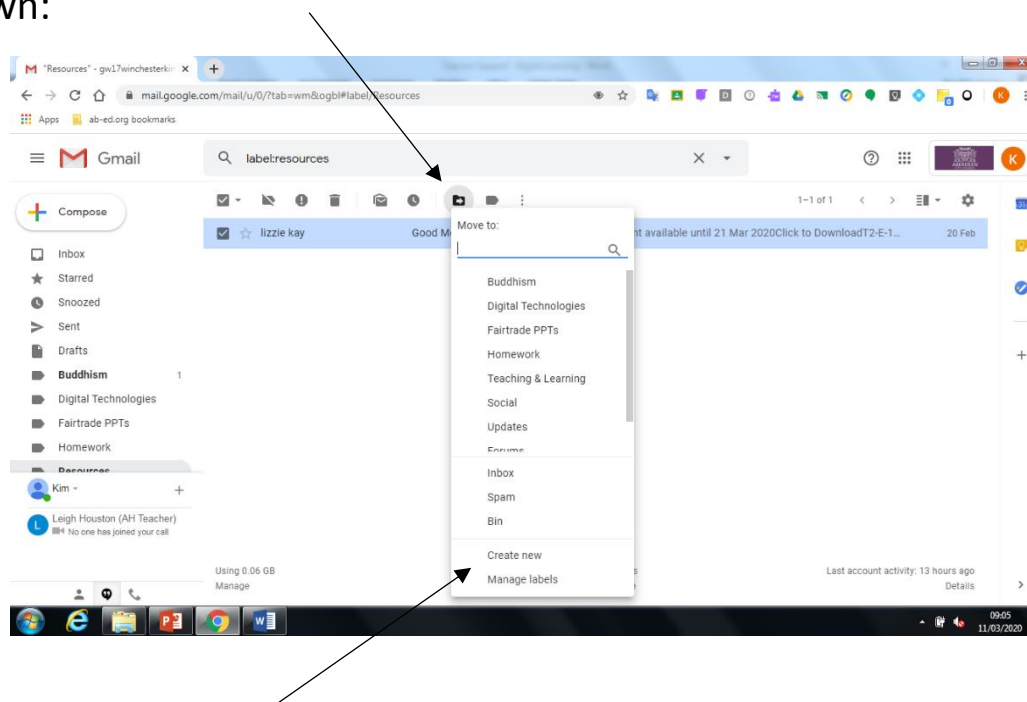 wn:
"Resources" - gw17winchesterkin
mail.google.com/mail/u/0/?tab=wm&ogbl#label/Resources
Apps ab-ed.org bookmarks
Gmail
label:resources
K
Compose
1–1 of 1
lizzie kay Good M
nt available until 21 Mar 2020Click to DownloadT2-E-1... 20 Feb
Move to:
Inbox
Starred
Snoozed
Sent
Drafts
Buddhism 1
Digital Technologies
Fairtrade PPTs
Homework
Resources
Buddhism
Digital Technologies
Fairtrade PPTs
Homework
Teaching & Learning
Social
Updates
Forums
Inbox
Spam
Bin
Create new
Manage labels
Kim
Leigh Houston (AH Teacher)
No one has joined your call
Using 0.06 GB
Manage
Last account activity: 13 hours ago
Details
09:05
11/03/2020